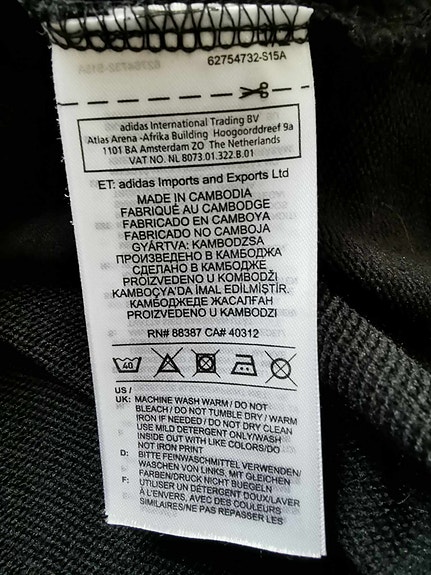 62754732-S15A
adidas International Trading BV
Atlas Arena -Afrika Building Hoogoorddreef 9a
1101 BA Amsterdam ZO The Netherlands
VAT NO. NL 8073.01.322.B.01
ET: adidas Imports and Exports Ltd
MADE IN CAMBODIA
FABRIQUÉ AU CAMBODGE
FABRICADO EN CAMBOYA
FABRICADO NO CAMBOJA
GYÁRTVA: KAMBODZSA
ПРОИЗВЕДЕНО В КАМБОДЖА
СДЕЛАНО В КАМБОДЖЕ
PROIZVEDENO U KOMBODŽI
KAMBOÇYA'DA İMAL EDİLMİŞTİR.
КАМБОДЖЕДЕ ЖАСАЛҒАН
PROIZVEDENO U KAMBODZI
RN# 88387 CA# 40312
40
US /
UK: MACHINE WASH WARM / DO NOT
BLEACH / DO NOT TUMBLE DRY / WARM
IRON IF NEEDED / DO NOT DRY CLEAN
USE MILD DETERGENT ONLY/WASH
INSIDE OUT WITH LIKE COLORS/DO
NOT IRON PRINT
D: BITTE FEINWASCHMITTEL VERWENDEN/
WASCHEN VON LINKS, MIT GLEICHEN
FARBEN/DRUCK NICHT BUEGELN
F: UTILISER UN DÉTERGENT DOUX/LAVER
À L'ENVERS, AVEC DES COULEURS
SIMILAIRES/NE PAS REPASSER LES